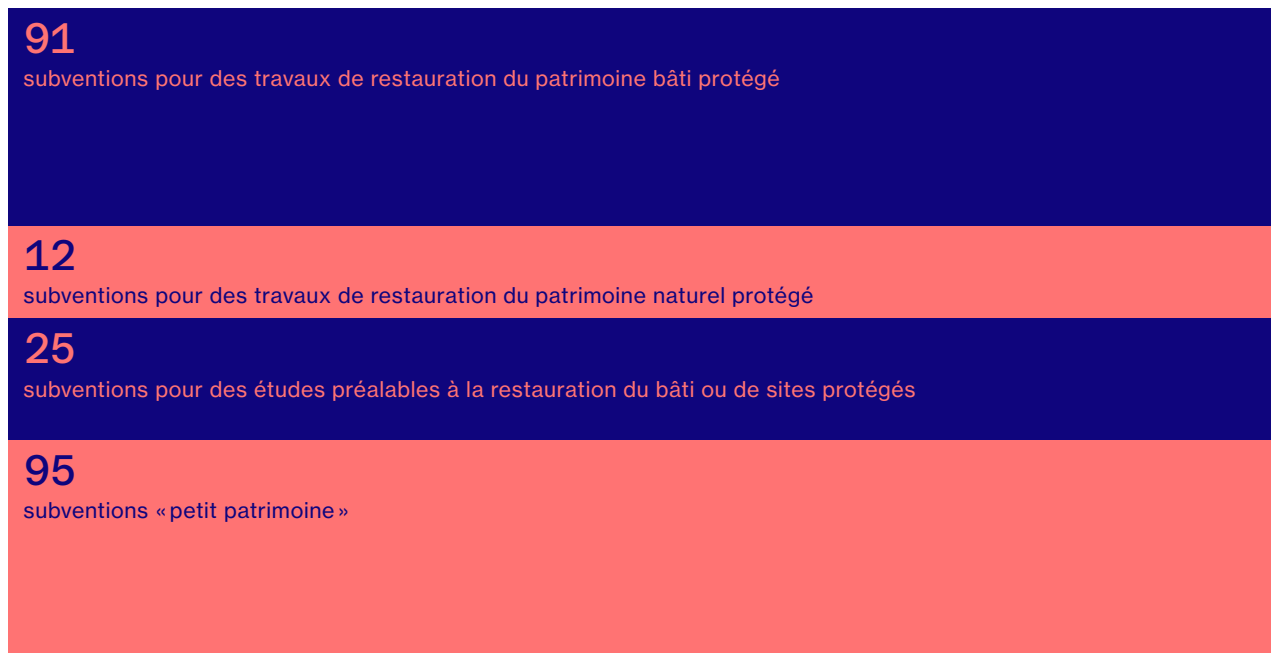 91
subventions pour des travaux de restauration du patrimoine bâti protégé
12
subventions pour des travaux de restauration du patrimoine naturel protégé
25
subventions pour des études préalables à la restauration du bâti ou de sites protégés
95
subventions « petit patrimoine »